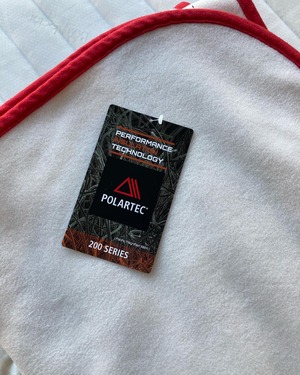 PERFORMANCE
TECHNOLOGY
POLARTEC®
200 SERIES